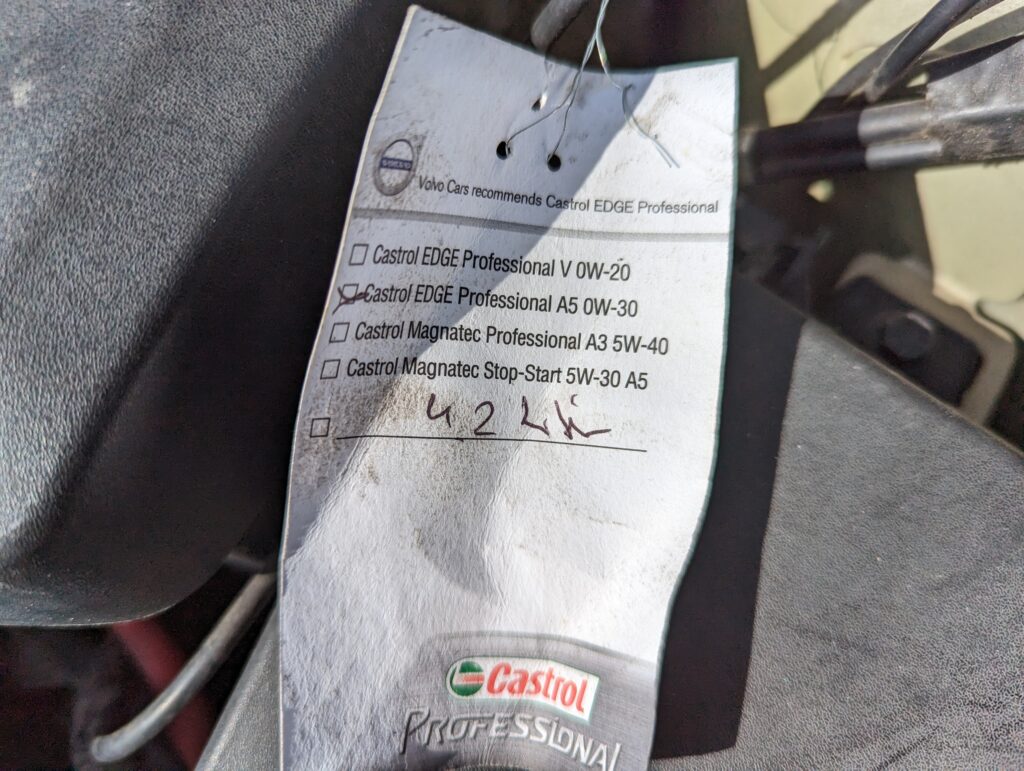 VOLVO
Volvo Cars recommends Castrol EDGE Professional
Castrol EDGE Professional V 0W-20
Castrol EDGE Professional A5 0W-30
Castrol Magnatec Professional A3 5W-40
Castrol Magnatec Stop-Start 5W-30 A5
4 2
Castrol
PROFESSIONAL